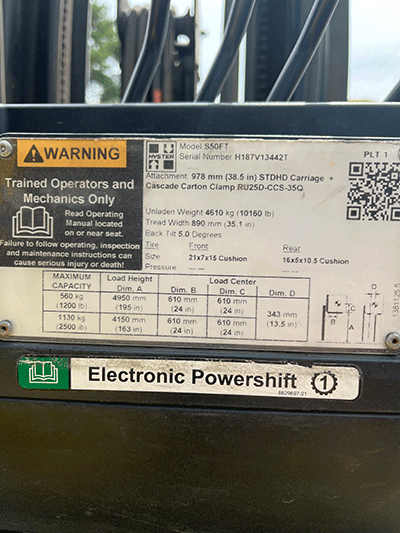 WARNING
Trained Operators and
Mechanics Only
Read Operating
Manual located
on or near seat.
Failure to follow operating, inspection
and maintenance instructions can
cause serious injury or death!
HYSTER
Model S50FT
Serial Number H187V13442T
PLT 1
Attachment: 978 mm (38.5 in) STDHD Carriage +
Cascade Carton Clamp RU25D-CCS-35Q
Unladen Weight 4610 kg (10160 lb)
Tread Width 890 mm (35.1 in)
Back Tilt 5.0 Degrees
Tire Front Rear
Size 21x7x15 Cushion 16x5x10.5 Cushion
Pressure --- -- --- --
MAXIMUM CAPACITY Load Height Dim. A Load Center Dim. B Dim. C Dim. D
560 kg (1200 lb) 4950 mm (195 in) 610 mm (24 in) 610 mm (24 in) 343 mm (13.5 in)
1130 kg (2500 lb) 4150 mm (163 in) 610 mm (24 in) 610 mm (24 in)
D
C
B
A
Electronic Powershift 1